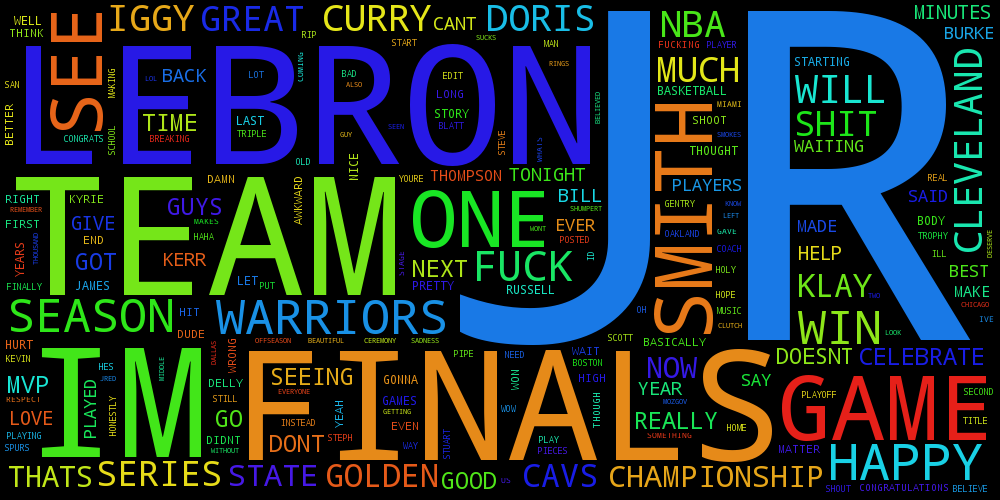 WELL
THINK
IGGY
GREAT
RIP
CURRY
CANT
SUCKS
DORIS
NBA
FUCKING
PLAYER
MINUTES
BURKE
SEE
LEBRON
START
MAN
RINGS
JR
MUCH
BASKETBALL
STARTING
WILL
SHIT
WAITING
CLEVELAND
SAN
BETTER
LOL
BACK
MAKING
SCHOOL
CONGRATS
TIME
BREAKING
LOT
LAST
TRIPLE
COMING
OLD
BAD
ALSO
GUY
NICE
SEEN
EDIT
LONG
STORY
BLATT
STEVE
WHATS
BELIEVED
SMITH
MIAMI
SHOOT
SMOKES
THOUGHT
PLAYERS
GENTRY
KNOW
LEFT
OAKLAND
GAVE
COACH
HOLY
HOPE
MUSIC
CLUTCH
REAL
SAID
BODY
TROPHY
ILL
DESERVE
TEAM
DAMN
YOURE
THOMPSON
TONIGHT
RIGHT
REMEMBER
FIRST
KYRIE
GIVE
END
GOT
JAMES
YEARS
THOUSAND
FINALLY
GUYS
MAKES
HAHA
KERR
AWKWARD
LET
PUT
STAGE
ONE
WONT
BILL
SHUMPERT
EVER
POSTED
NEXT
PRETTY
FUCK
RUSSELL
ID
MADE
HELP
KLAY
TWO
WIN
LOOK
BEST
MAKE
CHICAGO
IVE
SEASON
HIT
DUDE
WARRIORS
OH
SCOTT
BASICALLY
OFFSEASON
BEAUTIFUL
CEREMONY
SADNESS
HURT
KEVIN
MVP
RESPECT
LOVE
PLAYING
SPURS
IM
HES
JRED
PLAYED
HONESTLY
MIDDLE
DALLAS
WRONG
DELLY
STILL
GO
DIDNT
WITHOUT
FINALS
SEEING
EVERYONE
INSTEAD
DONT
STEPH
YEAH
GONNA
GAMES
GETTING
EVEN
WAY
PIPE
STUART
NEED
WON
WOW
PLAY
PIECES
WAIT
BOSTON
HIGH
THOUGH
NOW
YEAR
WOZGOV
REALLY
SOMETHING
HOME
SAY
DOESNT
CELEBRATE
PLAYOFF
GAME
SECOND
TITLE
MATTER
HAPPY
THATS
SERIES
STATE
GOLDEN
GOOD
US
CAVS
CHAMPIONSHIP
SHOUT
CONGRATULATIONS
BELIEVE